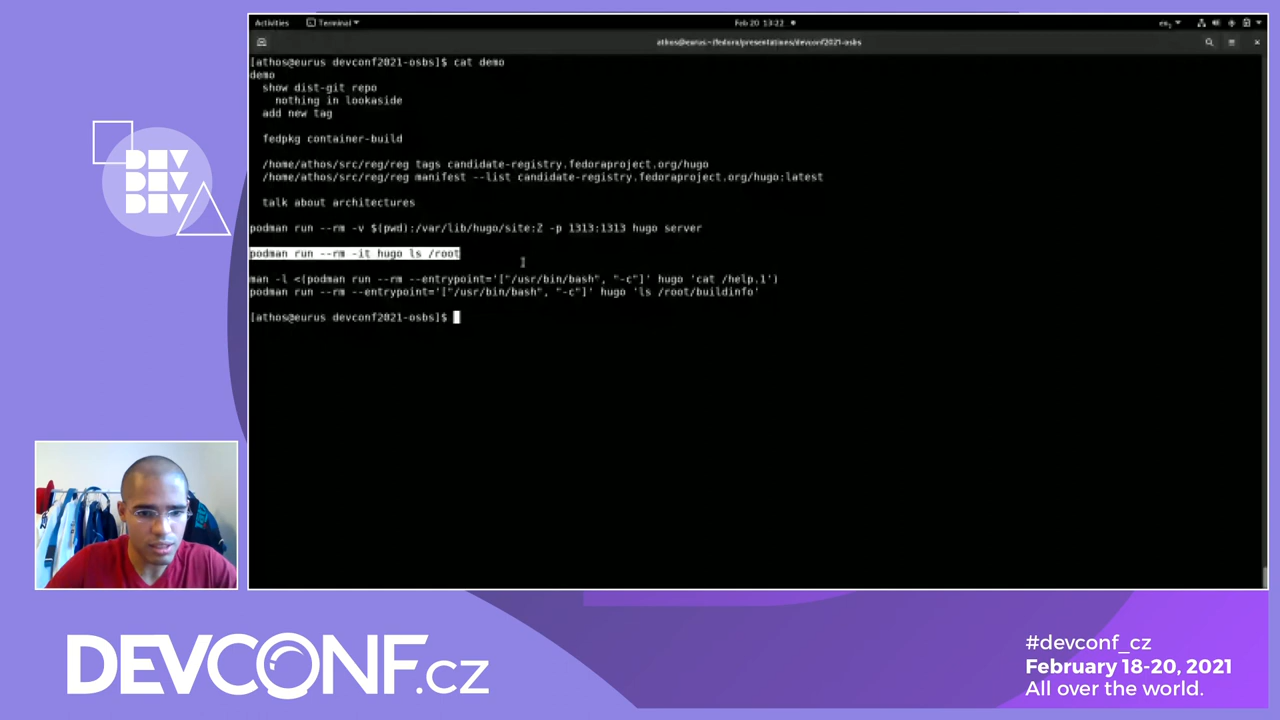 Activities
Terminal
Feb 20 13:22
en
athos@eurus:~/fedora/presentations/devconf2021-osbs
[athos@eurus devconf2021-osbs]$ cat demo
demo
show dist-git repo
nothing in lookaside
add new tag
fedpkg container-build
/home/athos/src/reg/reg tags candidate-registry.fedoraproject.org/hugo
/home/athos/src/reg/reg manifest --list candidate-registry.fedoraproject.org/hugo:latest
talk about architectures
podman run --rm -v $(pwd):/var/lib/hugo/site:Z -p 1313:1313 hugo server
podman run --rm -it hugo ls /root
man -l <(podman run --rm --entrypoint='["/usr/bin/bash", "-c"]' hugo 'cat /help.1')
podman run --rm --entrypoint='["/usr/bin/bash", "-c"]' hugo 'ls /root/buildinfo'
[athos@eurus devconf2021-osbs]$
DEV
DEV
DEV
DEVCONF.cz
#devconf_cz
February 18-20, 2021
All over the world.